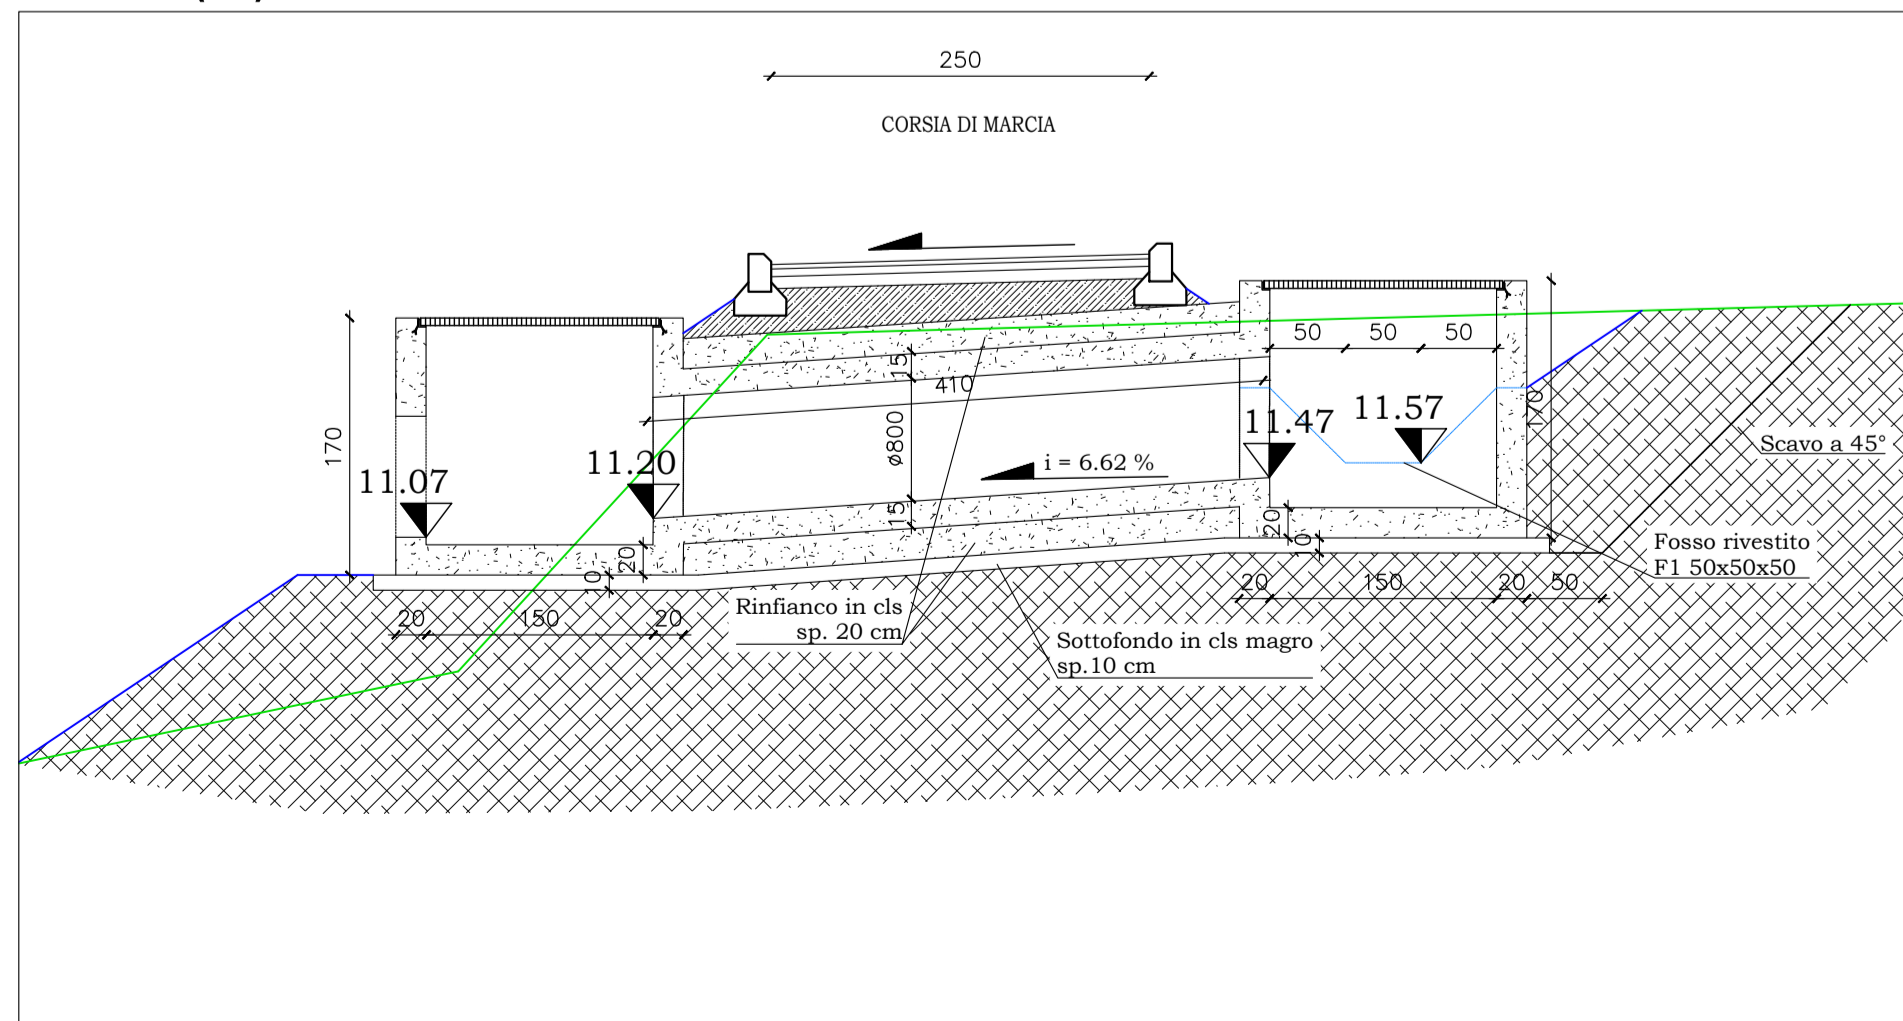 250
CORSIA DI MARCIA
50 50 50
15
410
170
170
ø800
11.47
11.57
Scavo a 45°
11.07
11.20
i = 6.62 %
15
20
10
20
10
Fosso rivestito
F1 50x50x50
20 150 20 50
20 150 20
Rinfianco in cls
sp. 20 cm
Sottofondo in cls magro
sp.10 cm